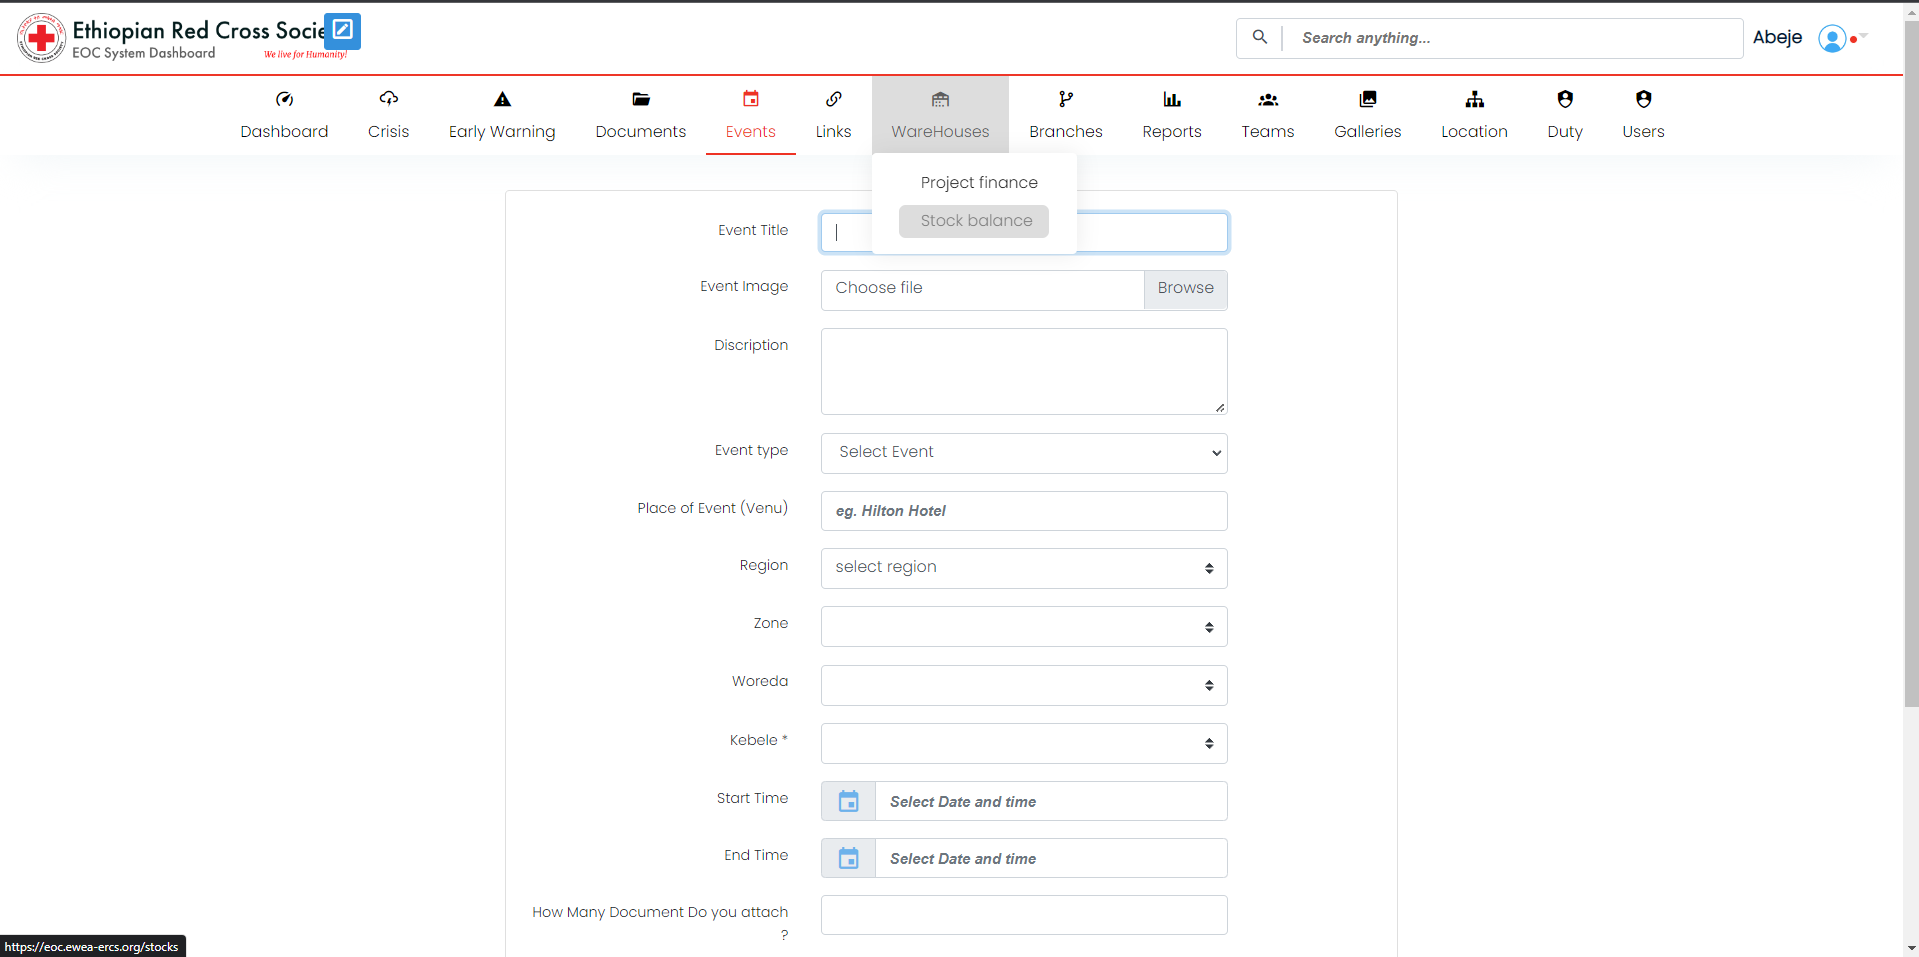 Ethiopian Red Cross Socie
EOC System Dashboard
We live for Humanity!
Search anything...
Abeje
Dashboard
Crisis
Early Warning
Documents
Events
Links
WareHouses
Branches
Reports
Teams
Galleries
Location
Duty
Users
Project finance
Stock balance
Event Title
Event Image
Choose file
Browse
Discription
Event type
Select Event
Place of Event (Venu)
eg. Hilton Hotel
Region
select region
Zone
Woreda
Kebele *
Start Time
Select Date and time
End Time
Select Date and time
How Many Document Do you attach
?
https://eoc.ewea-ercs.org/stocks